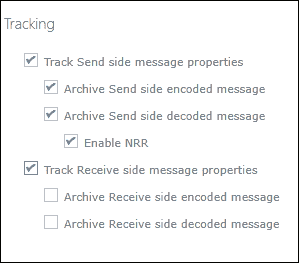 Tracking
Track Send side message properties
Archive Send side encoded message
Archive Send side decoded message
Enable NRR
Track Receive side message properties
Archive Receive side encoded message
Archive Receive side decoded message